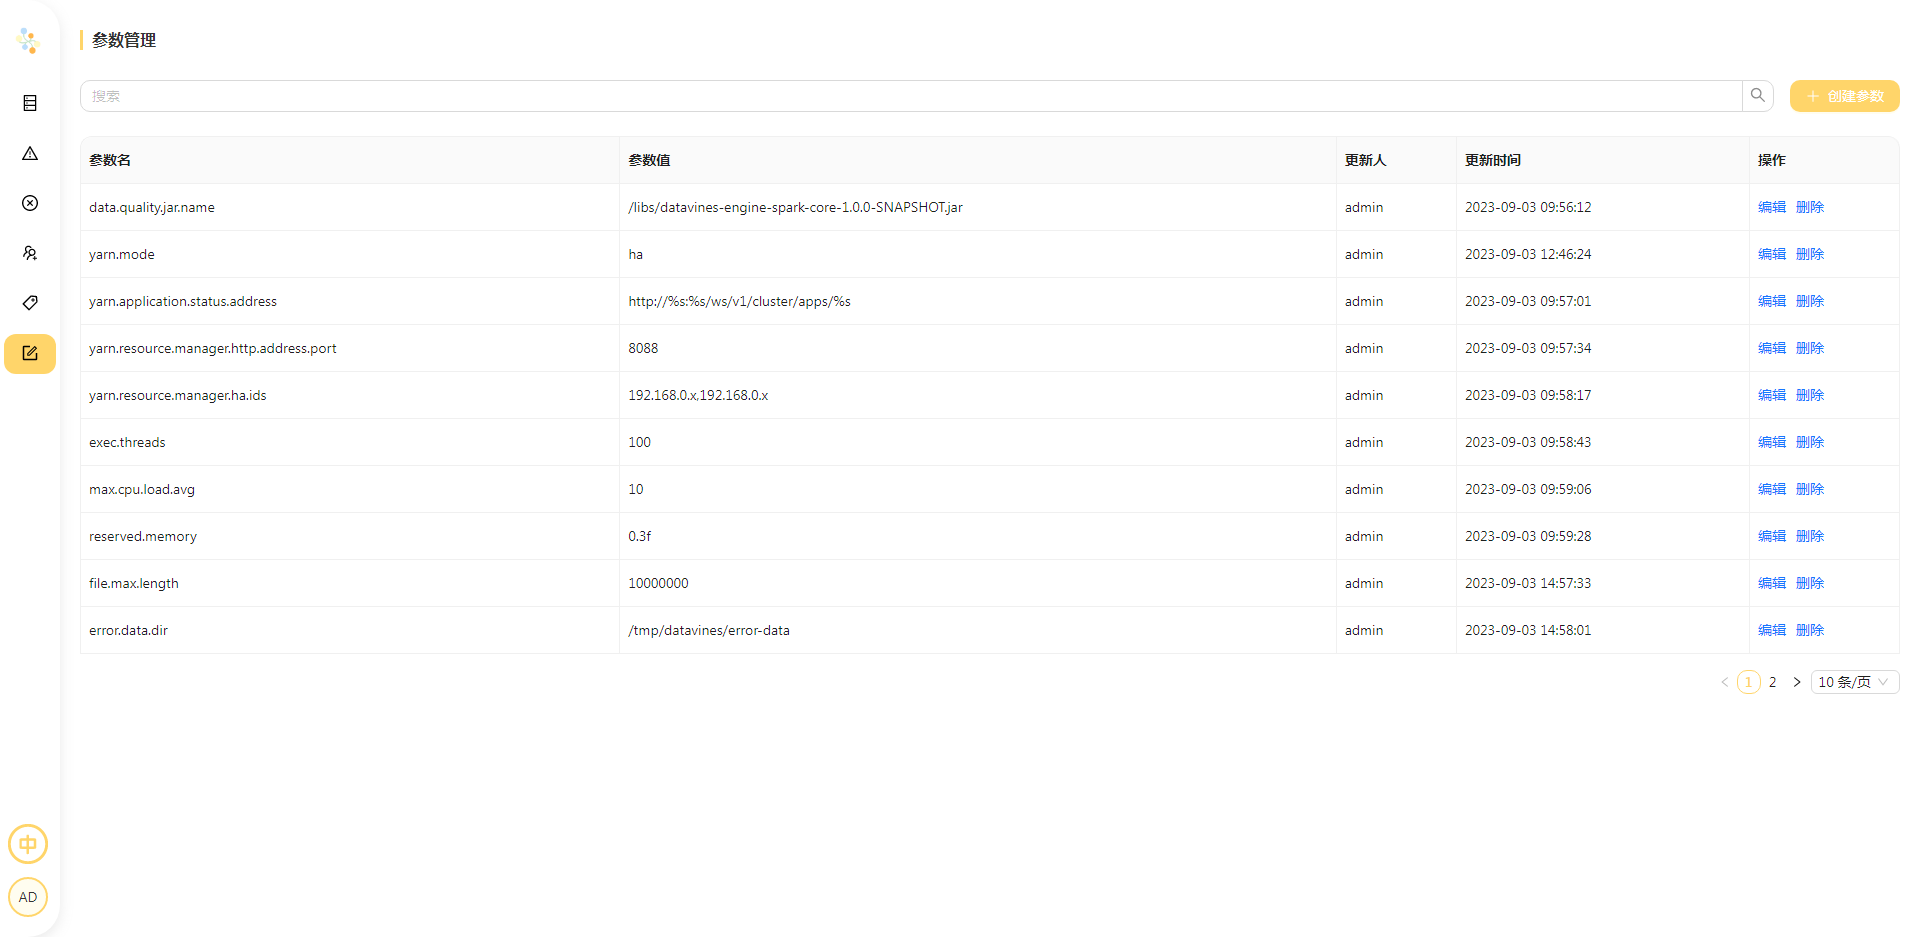 参数管理
搜索
创建参数
参数名 参数值 更新人 更新时间 操作
data.quality.jar.name /libs/datavines-engine-spark-core-1.0.0-SNAPSHOT.jar admin 2023-09-03 09:56:12 编辑 删除
yarn.mode ha admin 2023-09-03 12:46:24 编辑 删除
yarn.application.status.address http://%s:%s/ws/v1/cluster/apps/%s admin 2023-09-03 09:57:01 编辑 删除
yarn.resource.manager.http.address.port 8088 admin 2023-09-03 09:57:34 编辑 删除
yarn.resource.manager.ha.ids 192.168.0.x,192.168.0.x admin 2023-09-03 09:58:17 编辑 删除
exec.threads 100 admin 2023-09-03 09:58:43 编辑 删除
max.cpu.load.avg 10 admin 2023-09-03 09:59:06 编辑 删除
reserved.memory 0.3f admin 2023-09-03 09:59:28 编辑 删除
file.max.length 10000000 admin 2023-09-03 14:57:33 编辑 删除
error.data.dir /tmp/datavines/error-data admin 2023-09-03 14:58:01 编辑 删除
1 2 10 条/页
中
AD